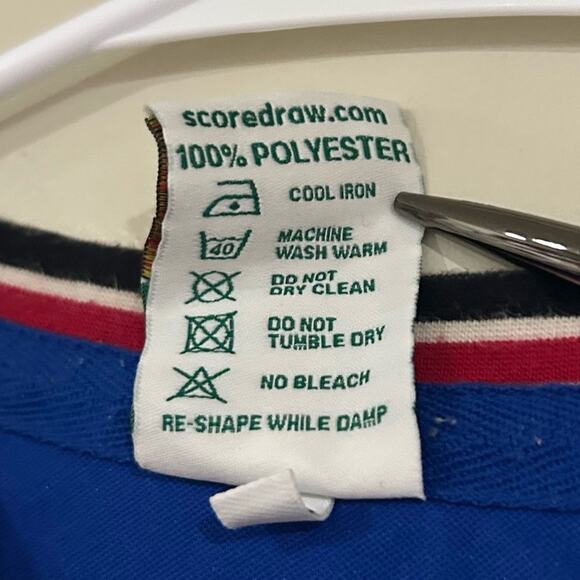 scoredraw.com
100% POLYESTER
COOL IRON
40
MACHINE
WASH WARM
DO NOT
DRY CLEAN
DO NOT
TUMBLE DRY
NO BLEACH
RE-SHAPE WHILE DAMP